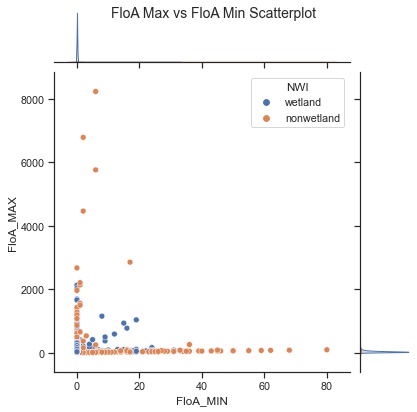 FloA Max vs FloA Min Scatterplot
NWI
wetland
nonwetland
8000
6000
4000
2000
0
FloA_MAX
0
20
40
60
80
FloA_MIN